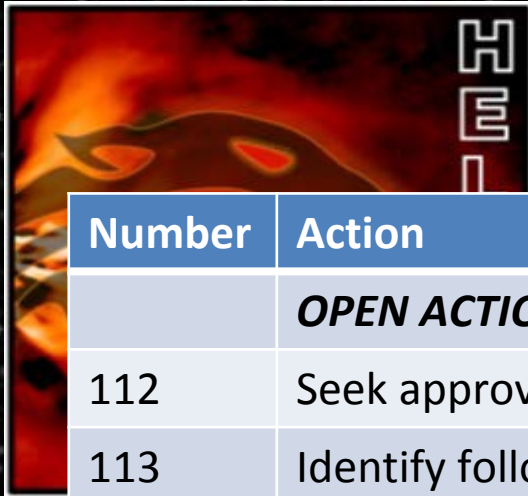 H
E
Number Action
OPEN ACTIO
112 Seek approv
113 Identify follo